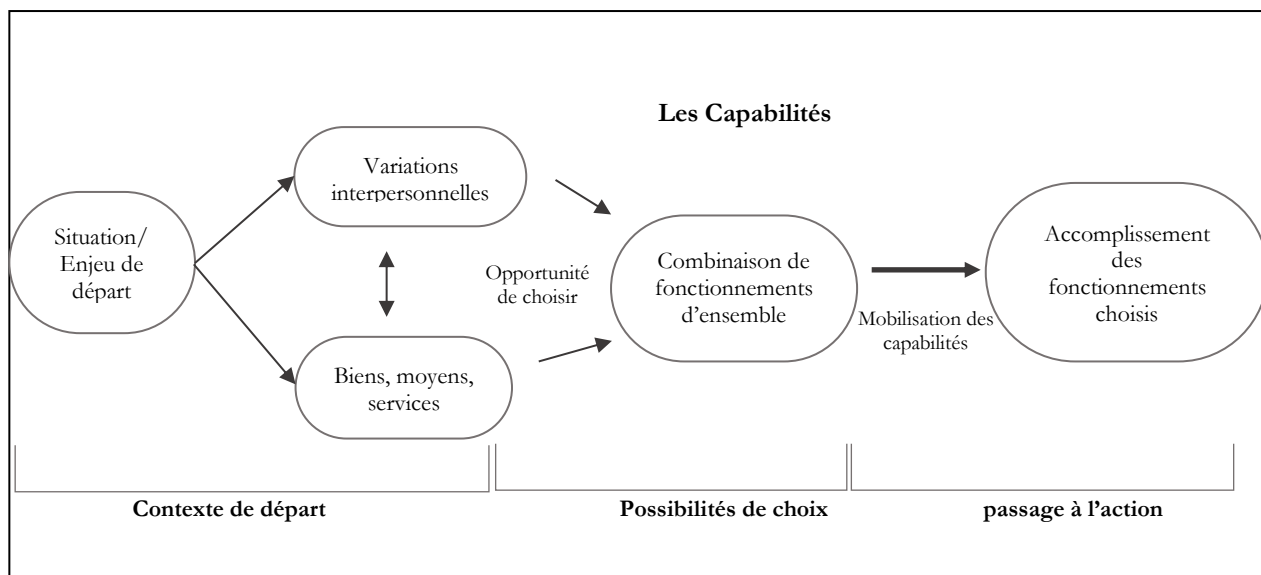 Les Capabilités
Situation/
Enjeu de
départ
Variations
interpersonnelles
Biens, moyens,
services
Opportunité
de choisir
Combinaison de
fonctionnements
d’ensemble
Mobilisation des
capabilités
Accomplissement
des
fonctionnements
choisis
Contexte de départ
Possibilités de choix
passage à l’action